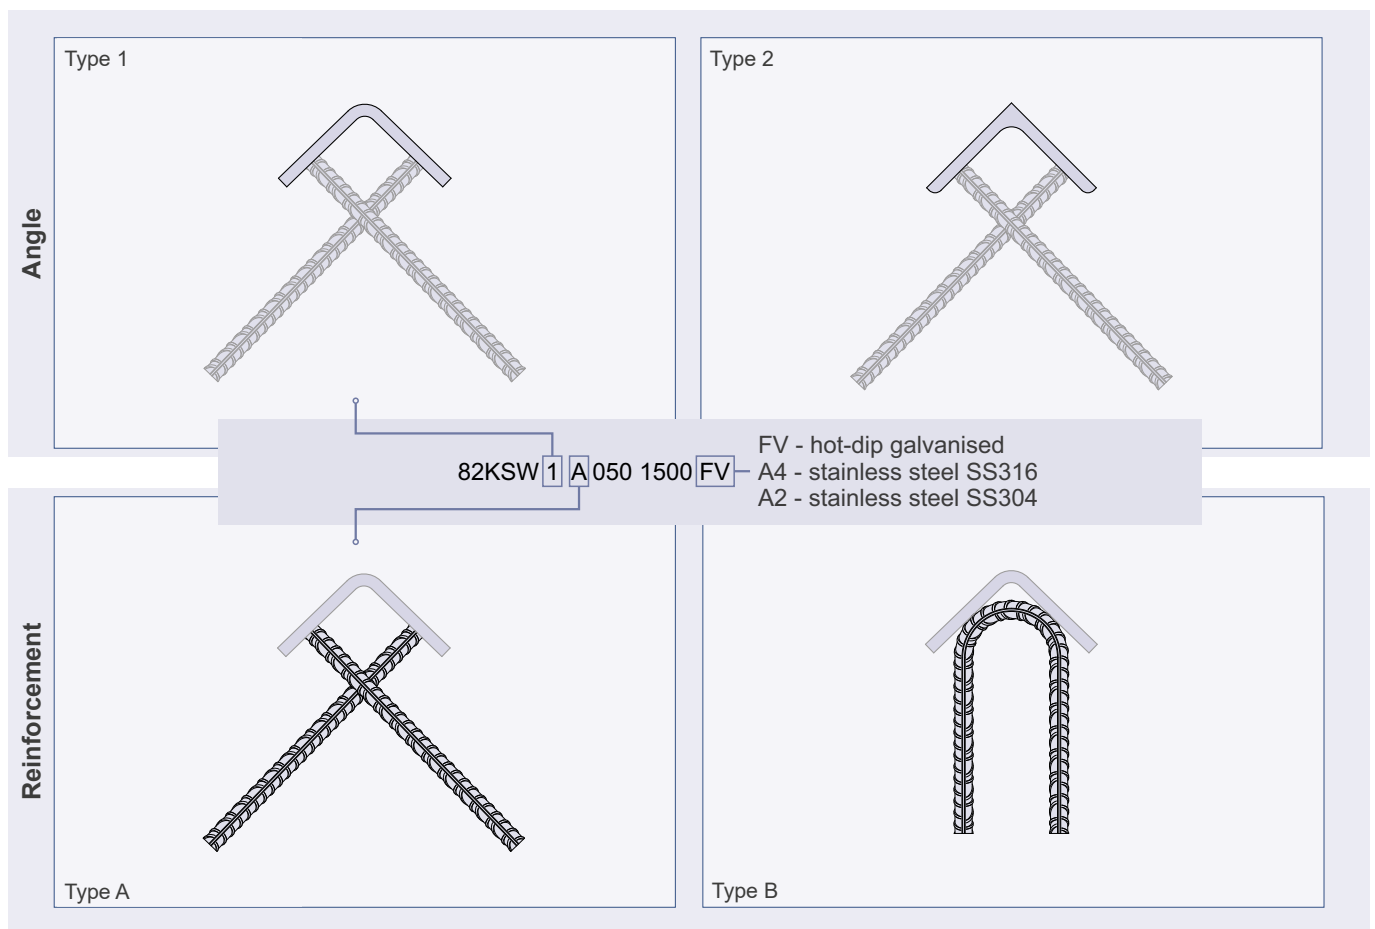 Type 1
Type 2
Angle
82KSW 1 A 050 1500 FV
FV - hot-dip galvanised
A4 - stainless steel SS316
A2 - stainless steel SS304
Reinforcement
Type A
Type B